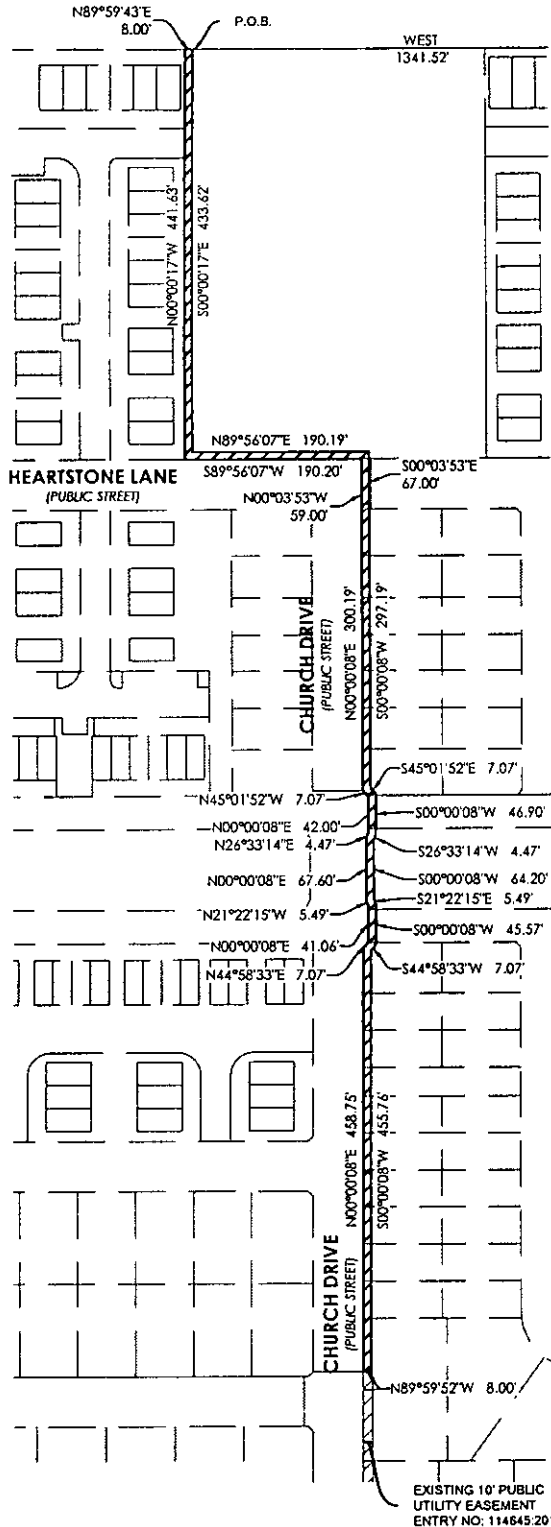 N89°59'43"E
8.00'
P.O.B.
WEST
1341.52'
N00°00'17"W 441.63'
S00°00'17"E 433.62'
N89°56'07"E 190.19'
HEARTSTONE LANE
(PUBLIC STREET)
S89°56'07"W 190.20'
S00°03'53"E
67.00'
N00°03'53"W
59.00'
CHURCH DRIVE
(PUBLIC STREET)
N00°00'08"E 300.19'
S00°00'08"W 297.19'
S45°01'52"E 7.07'
N45°01'52"W 7.07'
S00°00'08"W 46.90'
N00°00'08"E 42.00'
N26°33'14"E 4.47'
S26°33'14"W 4.47'
N00°00'08"E 67.60'
S00°00'08"W 64.20'
S21°22'15"E 5.49'
N21°22'15"W 5.49'
S00°00'08"W 45.57'
N00°00'08"E 41.06'
N44°58'33"E 7.07'
S44°58'33"W 7.07'
N00°00'08"E 458.75'
S00°00'08"W 455.76'
CHURCH DRIVE
(PUBLIC STREET)
N89°59'52"W 8.00'
EXISTING 10' PUBLIC
UTILITY EASEMENT
ENTRY NO: 114645:20